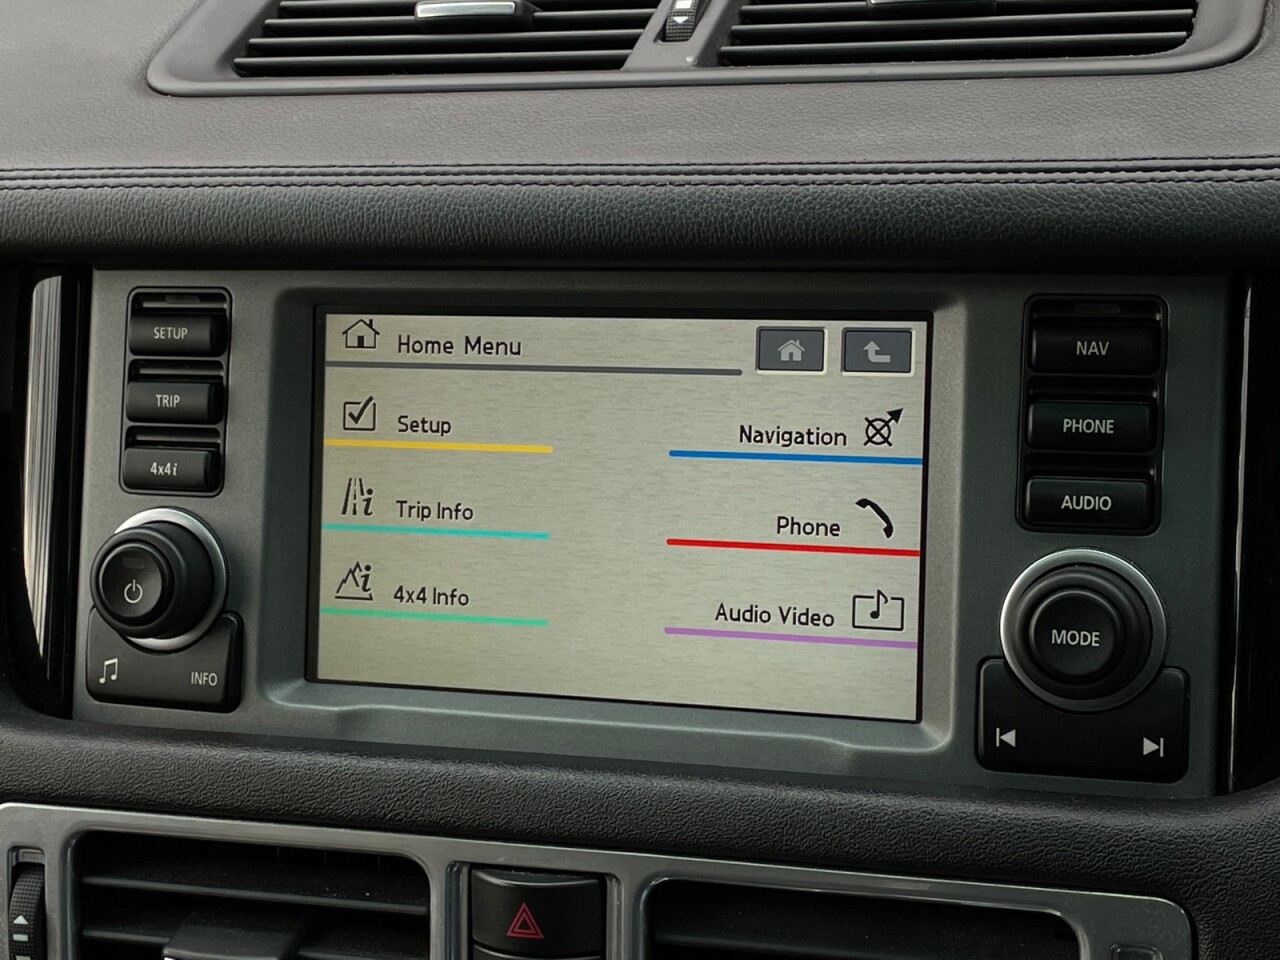 SETUP
TRIP
4x4i
INFO
Home Menu
Setup
Trip Info
4x4 Info
Navigation
Phone
Audio Video
NAV
PHONE
AUDIO
MODE